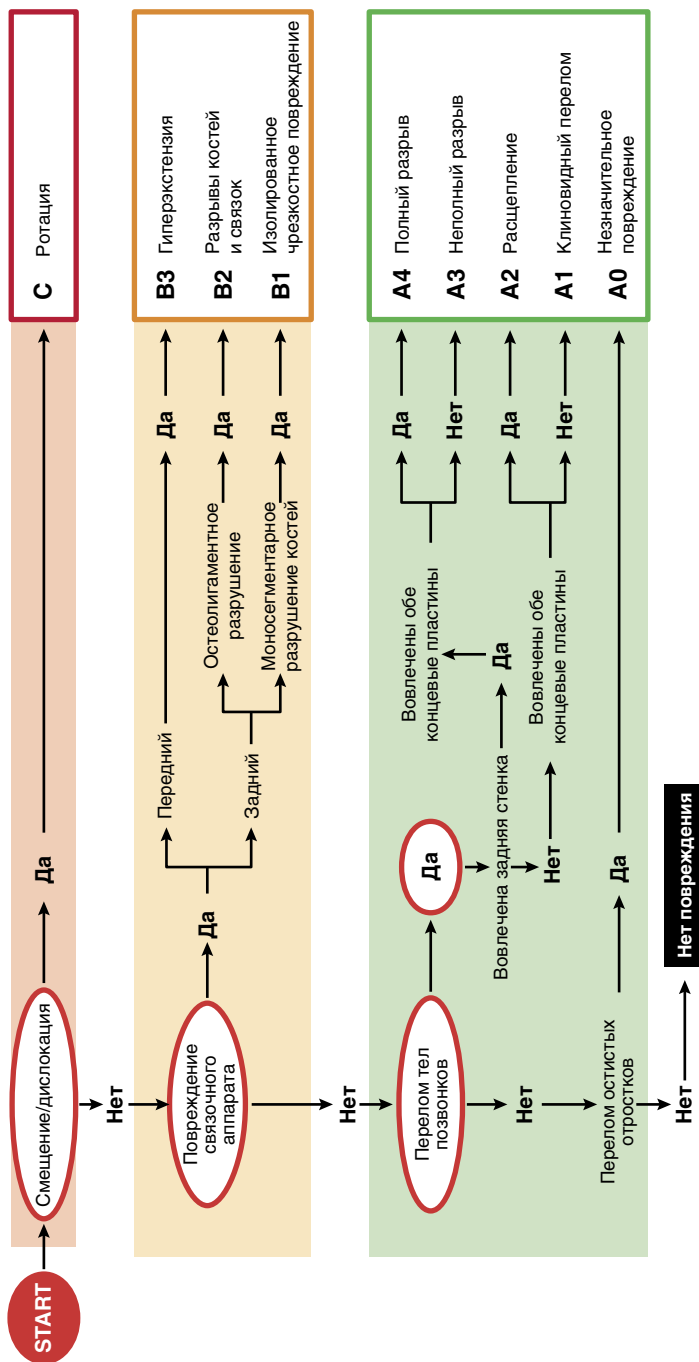 START
Смещение/дислокация
Да
C
Ротация
Нет
Повреждение
связочного
аппарата
Да
Передний
Да
B3
Гиперэкстензия
Задний
Остеолигаментное
разрушение
Да
B2
Разрывы костей
и связок
Моносегментарное
разрушение костей
Да
B1
Изолированное
чрезкостное повреждение
Нет
Перелом тел
позвонков
Да
Вовлечена задняя стенка
Да
Вовлечены обе
концевые пластины
Да
A4
Полный разрыв
Нет
A3
Неполный разрыв
Нет
Вовлечены обе
концевые пластины
Да
A2
Расщепление
Нет
A1
Клиновидный перелом
Нет
Перелом остистых
отростков
Да
A0
Незначительное
повреждение
Нет
Нет повреждения